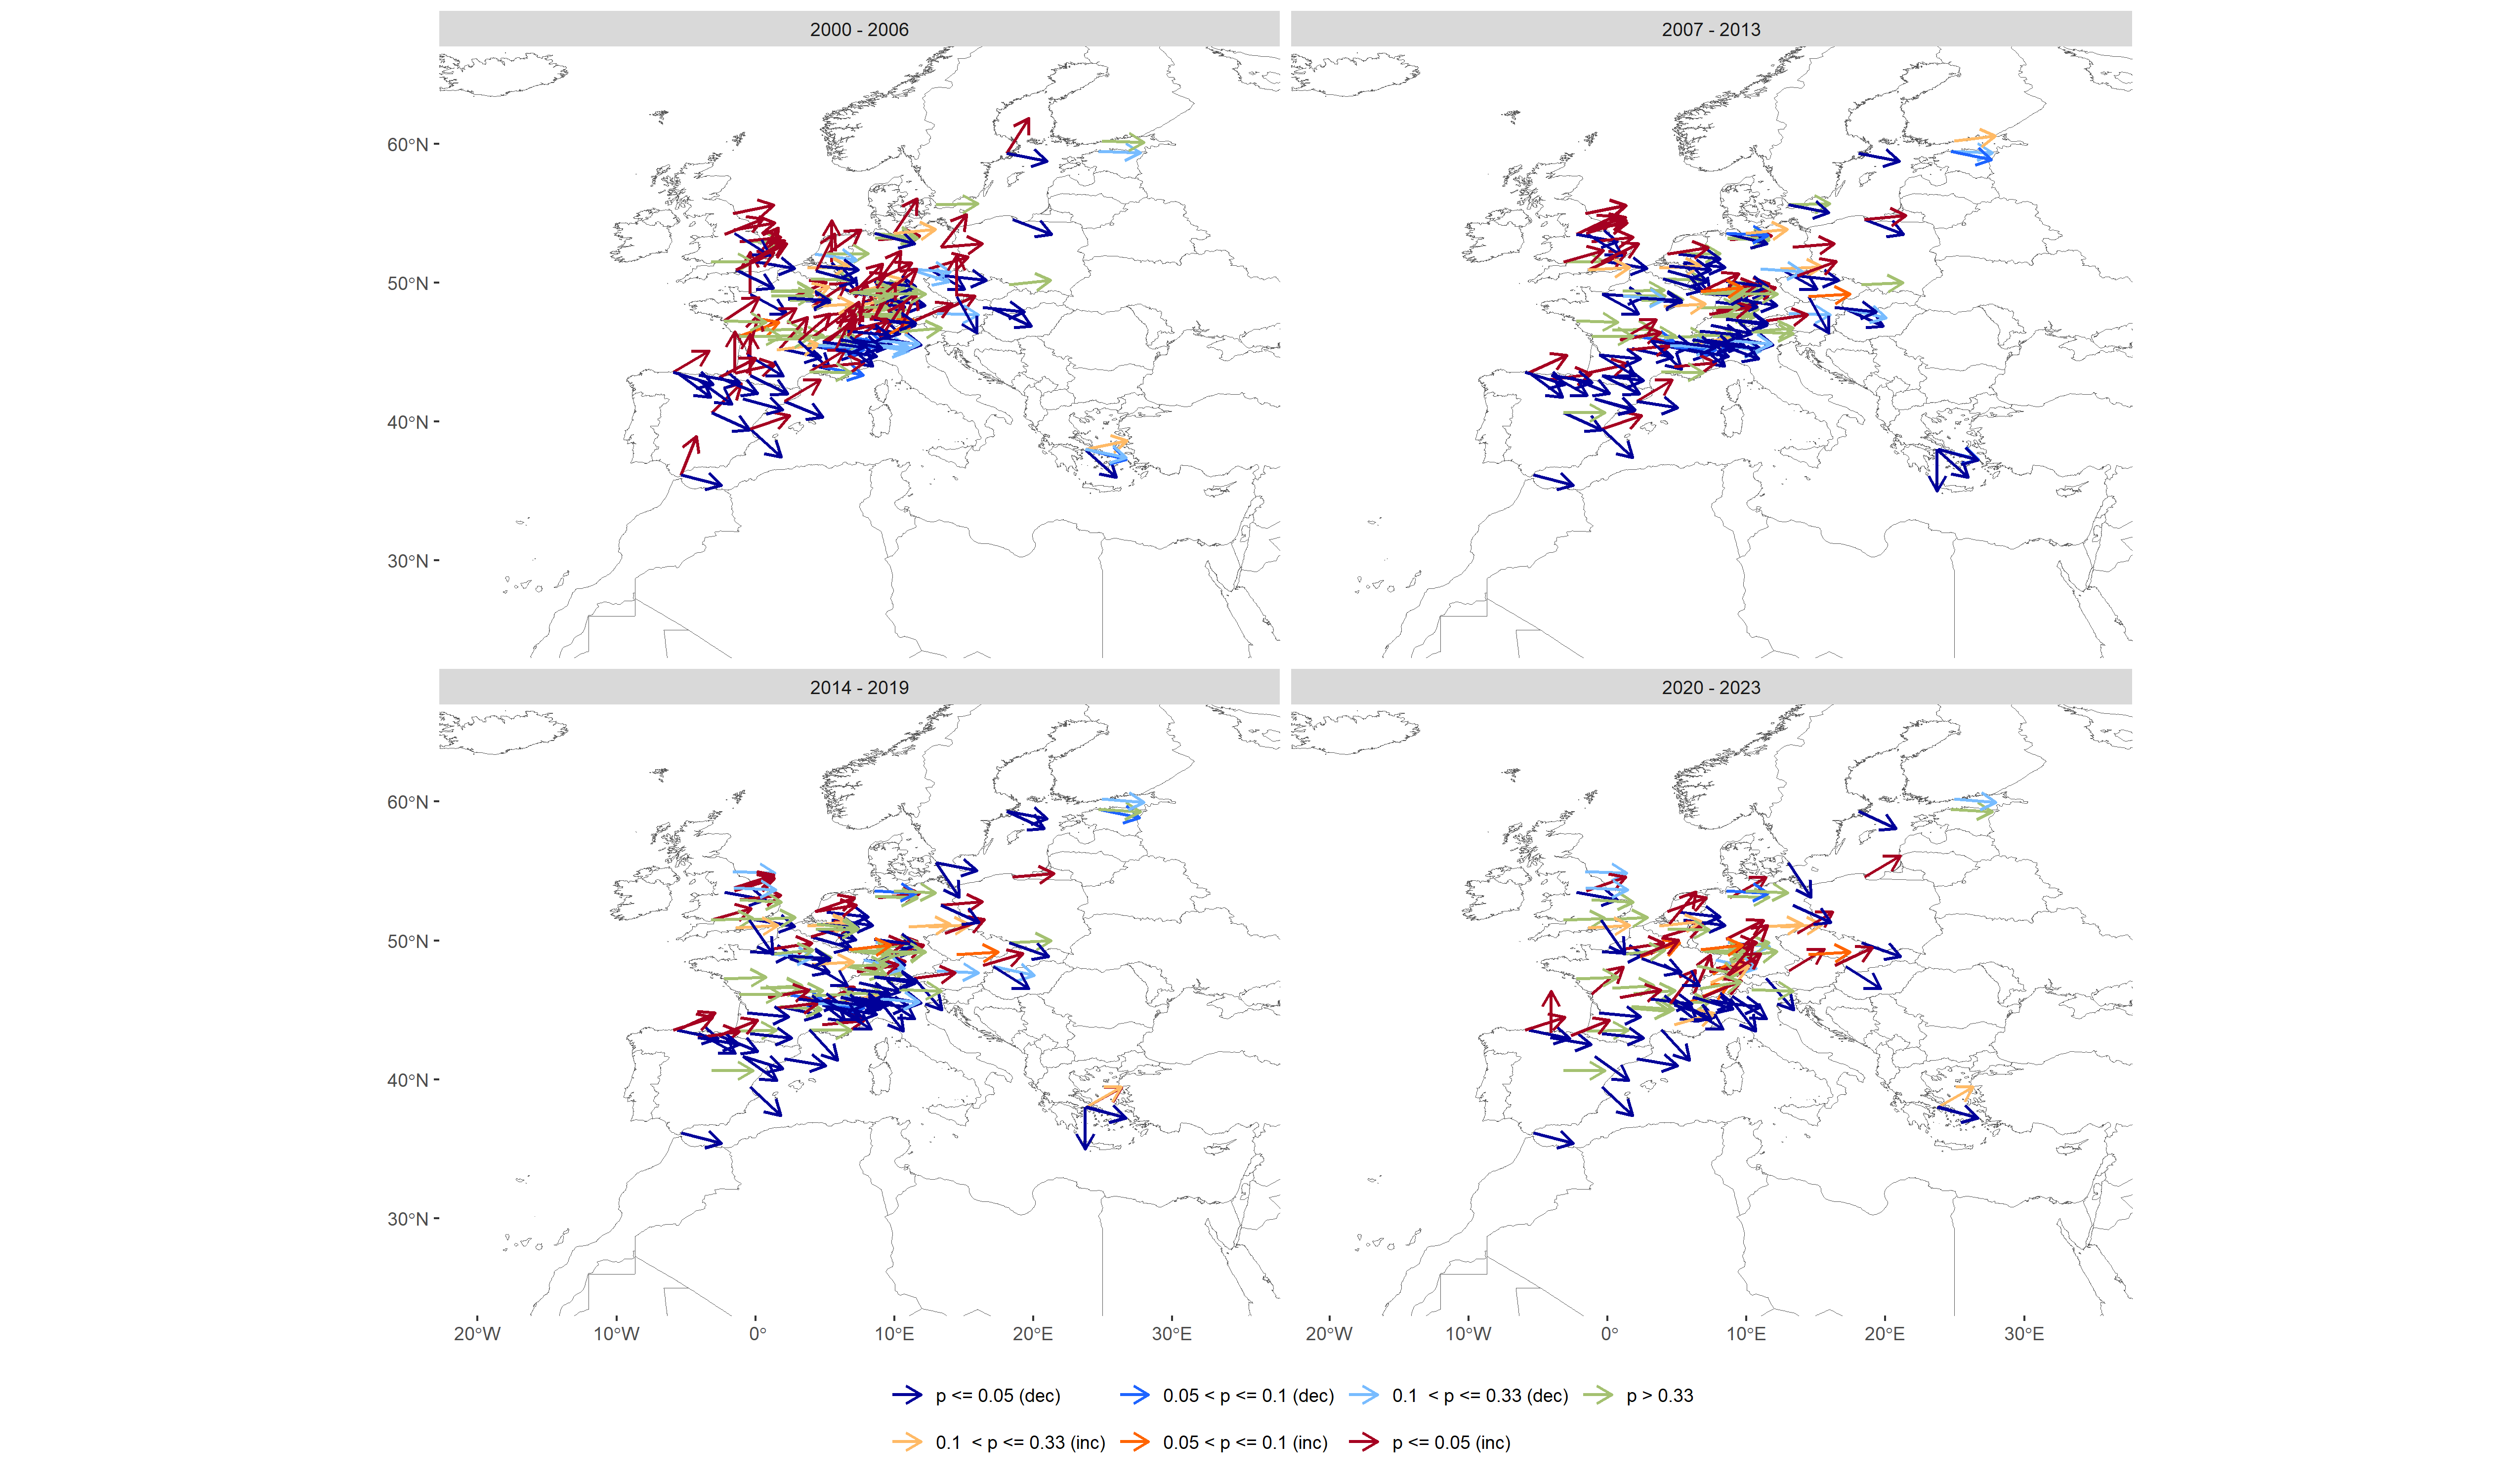 2000 - 2006
2007 - 2013
60°N
50°N
40°N
30°N
2014 - 2019
2020 - 2023
60°N
50°N
40°N
30°N
20°W 10°W 0° 10°E 20°E 30°E
20°W 10°W 0° 10°E 20°E 30°E
p <= 0.05 (dec) 0.05 < p <= 0.1 (dec) 0.1 < p <= 0.33 (dec) p > 0.33
0.1 < p <= 0.33 (inc) 0.05 < p <= 0.1 (inc) p <= 0.05 (inc)